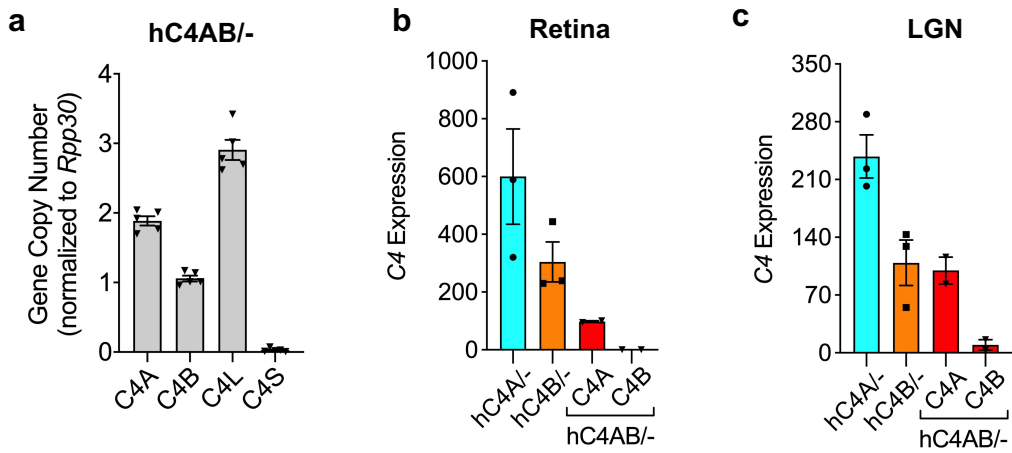 a
hC4AB/-
Gene Copy Number
(normalized to Rpp30)
4
3
2
1
0
C4A
C4B
C4L
C4S
b
Retina
C4 Expression
1000
800
600
400
200
0
hC4A/-
hC4B/-
C4A
C4B
hC4AB/-
c
LGN
C4 Expression
350
280
210
140
70
0
hC4A/-
hC4B/-
C4A
C4B
hC4AB/-